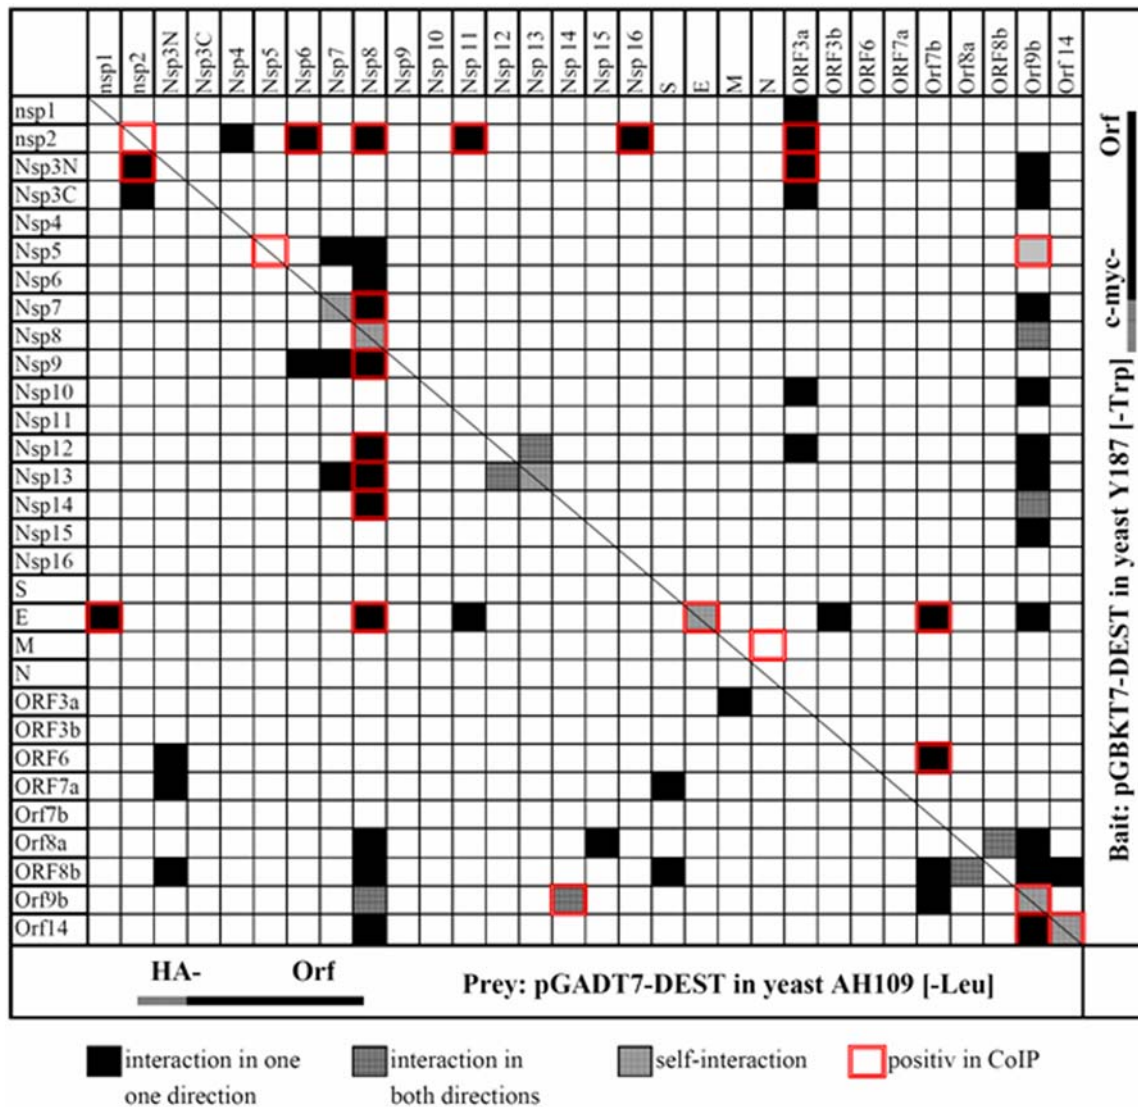 nsp1 nsp2 Nsp3N Nsp3C Nsp4 Nsp5 Nsp6 Nsp7 Nsp8 Nsp9 Nsp 10 Nsp 11 Nsp 12 Nsp 13 Nsp 14 Nsp 15 Nsp 16 S E M N ORF3a ORF3b ORF6 ORF7a Orf7b Orf8a ORF8b Orf9b Orf 14
nsp1
nsp2
Nsp3N
Nsp3C
Nsp4
Nsp5
Nsp6
Nsp7
Nsp8
Nsp9
Nsp10
Nsp11
Nsp12
Nsp13
Nsp14
Nsp15
Nsp16
S
E
M
N
ORF3a
ORF3b
ORF6
ORF7a
Orf7b
Orf8a
ORF8b
Orf9b
Orf14
c-myc- Orf
Bait: pGBKT7-DEST in yeast Y187 [-Trp]
HA- Orf
Prey: pGADT7-DEST in yeast AH109 [-Leu]
interaction in one
one direction
interaction in
both directions
self-interaction
positiv in CoIP